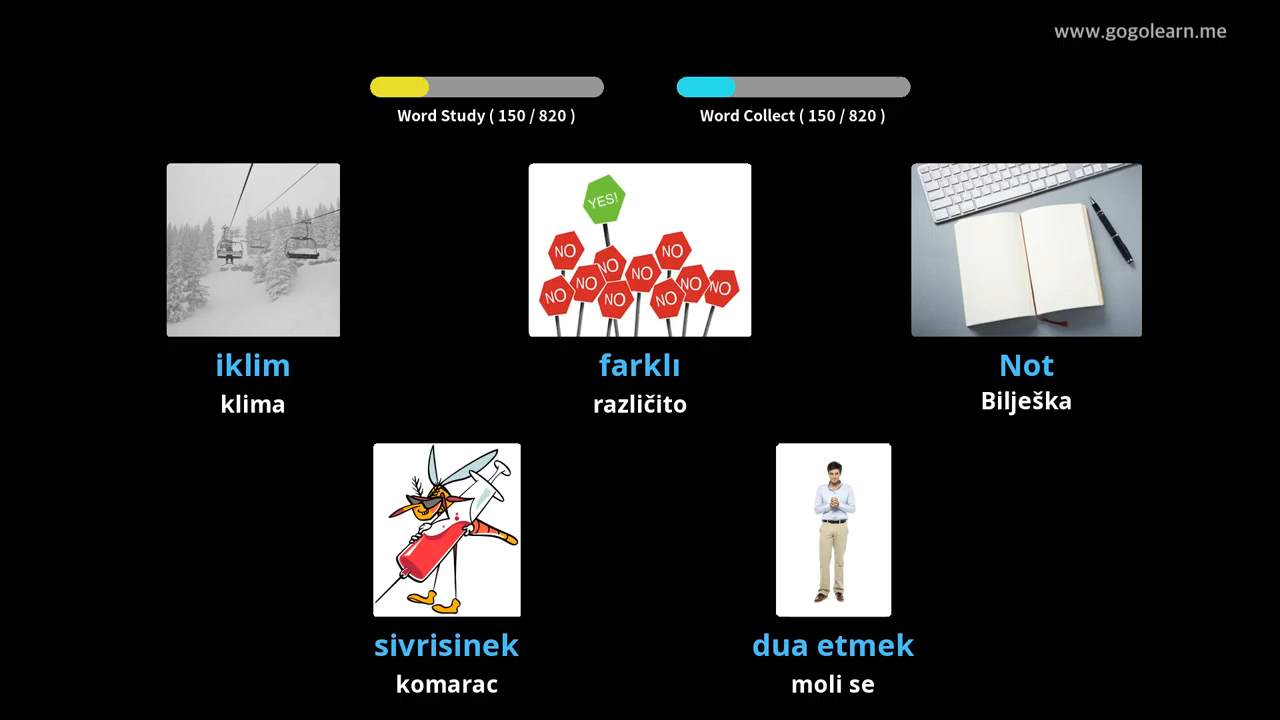 www.gogolearn.me
Word Study ( 150 / 820 )
Word Collect ( 150 / 820 )
YES!
NO
NO
NO
NO
NO
NO
NO
NO
NO
NO
iklim
klima
farklı
različito
Not
Bilješka
sivrisinek
komarac
dua etmek
moli se